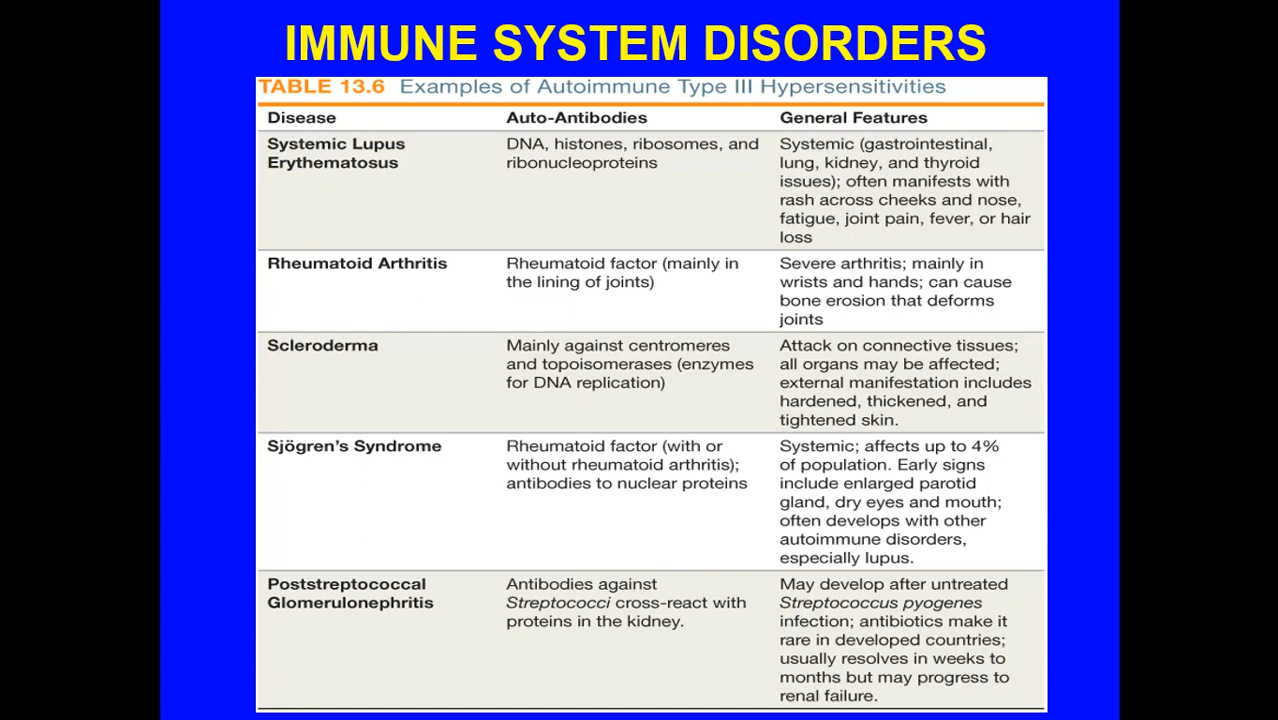 IMMUNE SYSTEM DISORDERS
TABLE 13.6 Examples of Autoimmune Type III Hypersensitivities
Disease Auto-Antibodies General Features
Systemic Lupus
Erythematosus
DNA, histones, ribosomes, and
ribonucleoproteins
Systemic (gastrointestinal,
lung, kidney, and thyroid
issues); often manifests with
rash across cheeks and nose,
fatigue, joint pain, fever, or hair
loss
Rheumatoid Arthritis
Rheumatoid factor (mainly in
the lining of joints)
Severe arthritis; mainly in
wrists and hands; can cause
bone erosion that deforms
joints
Scleroderma
Mainly against centromeres
and topoisomerases (enzymes
for DNA replication)
Attack on connective tissues;
all organs may be affected;
external manifestation includes
hardened, thickened, and
tightened skin.
Sjögren's Syndrome
Rheumatoid factor (with or
without rheumatoid arthritis);
antibodies to nuclear proteins
Systemic; affects up to 4%
of population. Early signs
include enlarged parotid
gland, dry eyes and mouth;
often develops with other
autoimmune disorders,
especially lupus.
Poststreptococcal
Glomerulonephritis
Antibodies against
Streptococci cross-react with
proteins in the kidney.
May develop after untreated
Streptococcus pyogenes
infection; antibiotics make it
rare in developed countries;
usually resolves in weeks to
months but may progress to
renal failure.